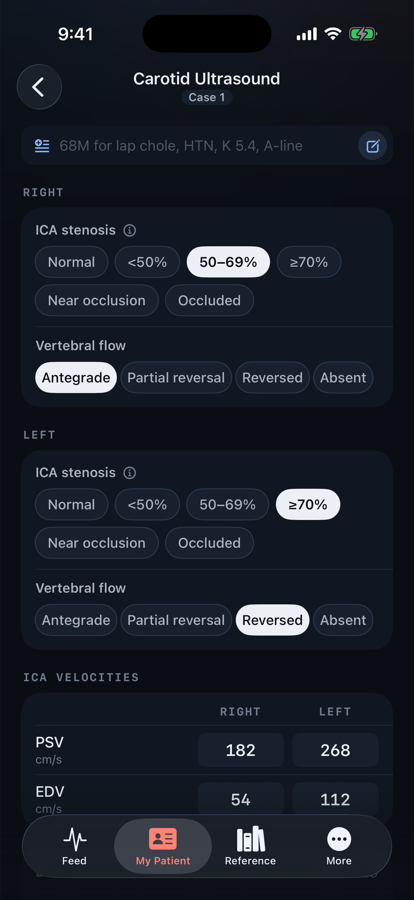 9:41
Carotid Ultrasound
Case 1
68M for lap chole, HTN, K 5.4, A-line
RIGHT
ICA stenosis
Normal <50% 50–69% ≥70%
Near occlusion Occluded
Vertebral flow
Antegrade Partial reversal Reversed Absent
LEFT
ICA stenosis
Normal <50% 50–69% ≥70%
Near occlusion Occluded
Vertebral flow
Antegrade Partial reversal Reversed Absent
ICA VELOCITIES
RIGHT LEFT
PSV 182 268
cm/s
EDV 54 112
cm/s
Feed My Patient Reference More